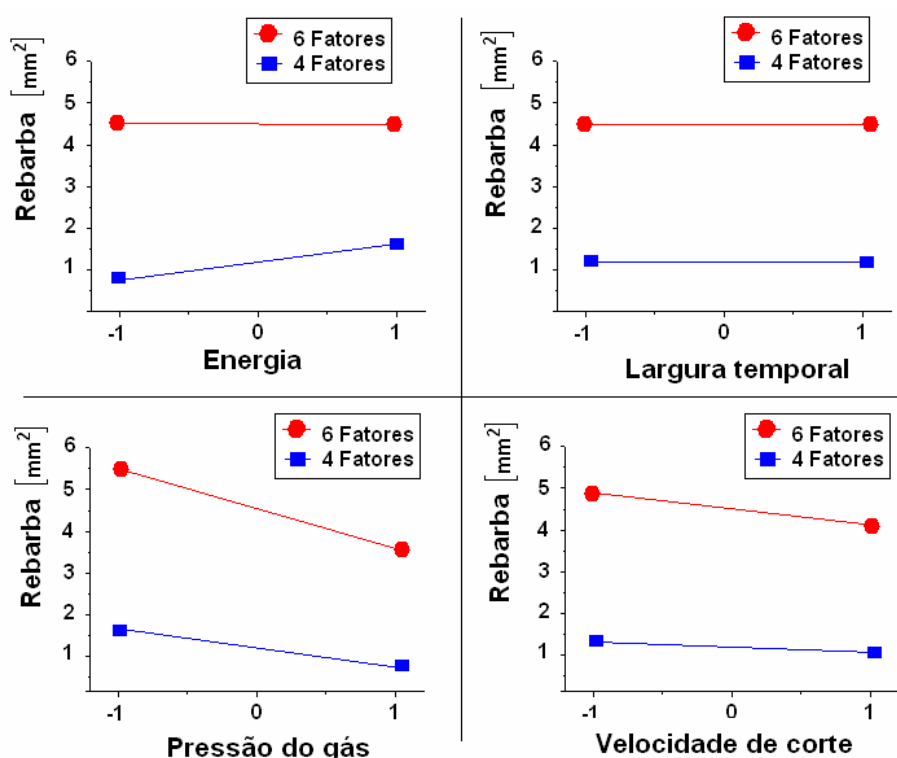 6 Fatores
4 Fatores
Rebarba [mm²]
6
5
4
3
2
1
-1 0 1
Energia
6 Fatores
4 Fatores
Rebarba [mm²]
6
5
4
3
2
1
-1 0 1
Largura temporal
6 Fatores
4 Fatores
Rebarba [mm²]
6
5
4
3
2
1
-1 0 1
Pressão do gás
6 Fatores
4 Fatores
Rebarba [mm²]
6
5
4
3
2
1
-1 0 1
Velocidade de corte